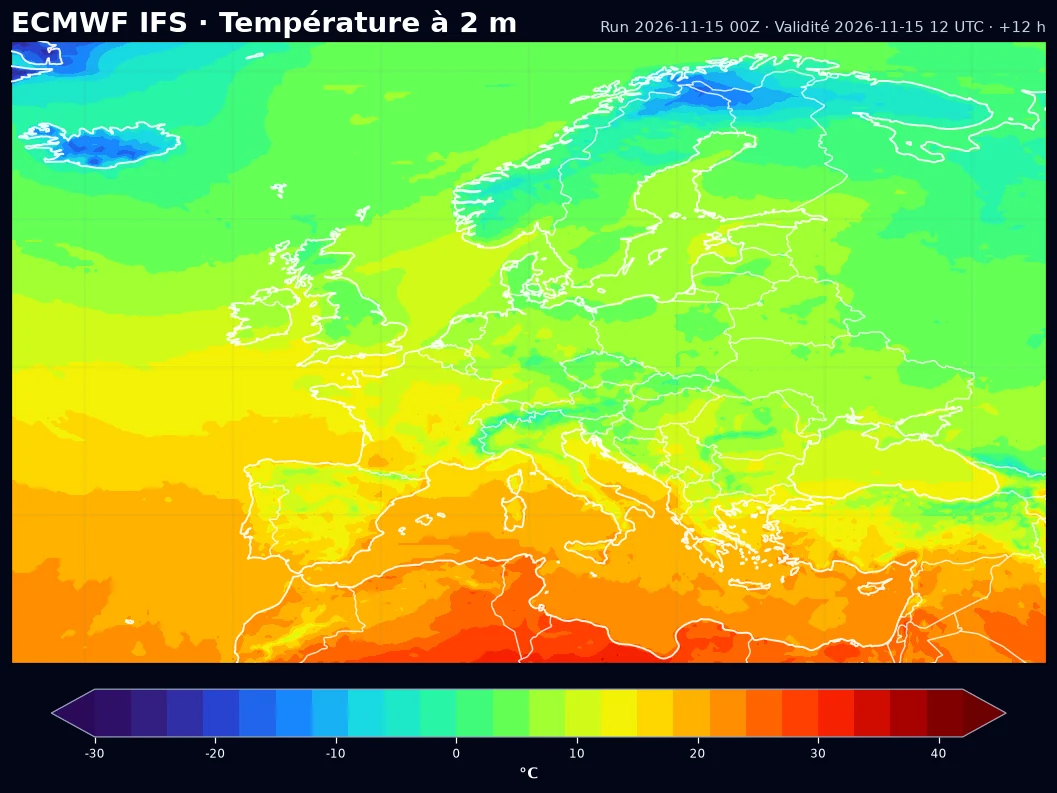 ECMWF IFS · Température à 2 m
Run 2026-11-15 00Z · Validité 2026-11-15 12 UTC · +12 h
-30 -20 -10 0 10 20 30 40
°C